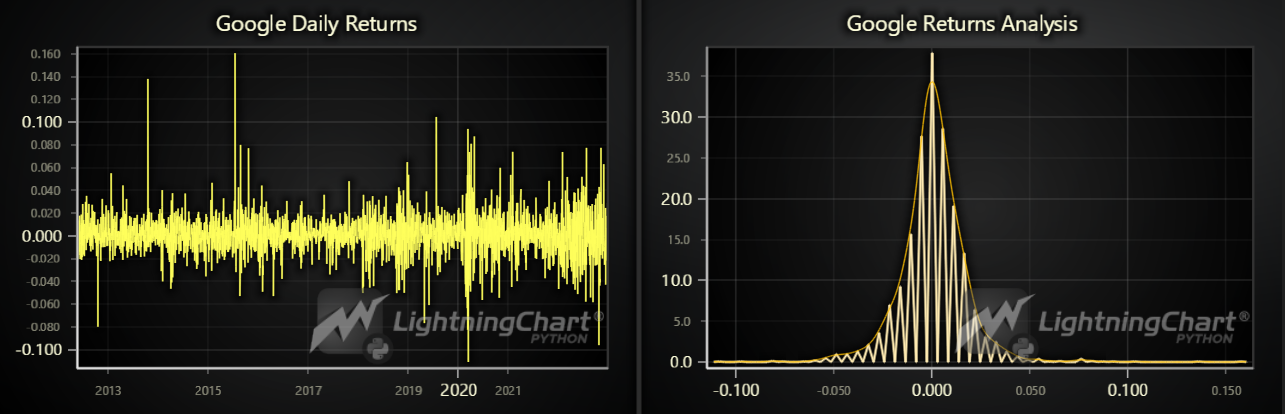 Google Daily Returns
0.160
0.140
0.120
0.100
0.080
0.060
0.040
0.020
0.000
-0.020
-0.040
-0.060
-0.080
-0.100
2013 2015 2017 2019 2020 2021
LightningChart®
PYTHON
Google Returns Analysis
35.0
30.0
25.0
20.0
15.0
10.0
5.0
0.0
-0.100 -0.050 0.000 0.050 0.100 0.150
LightningChart®
PYTHON